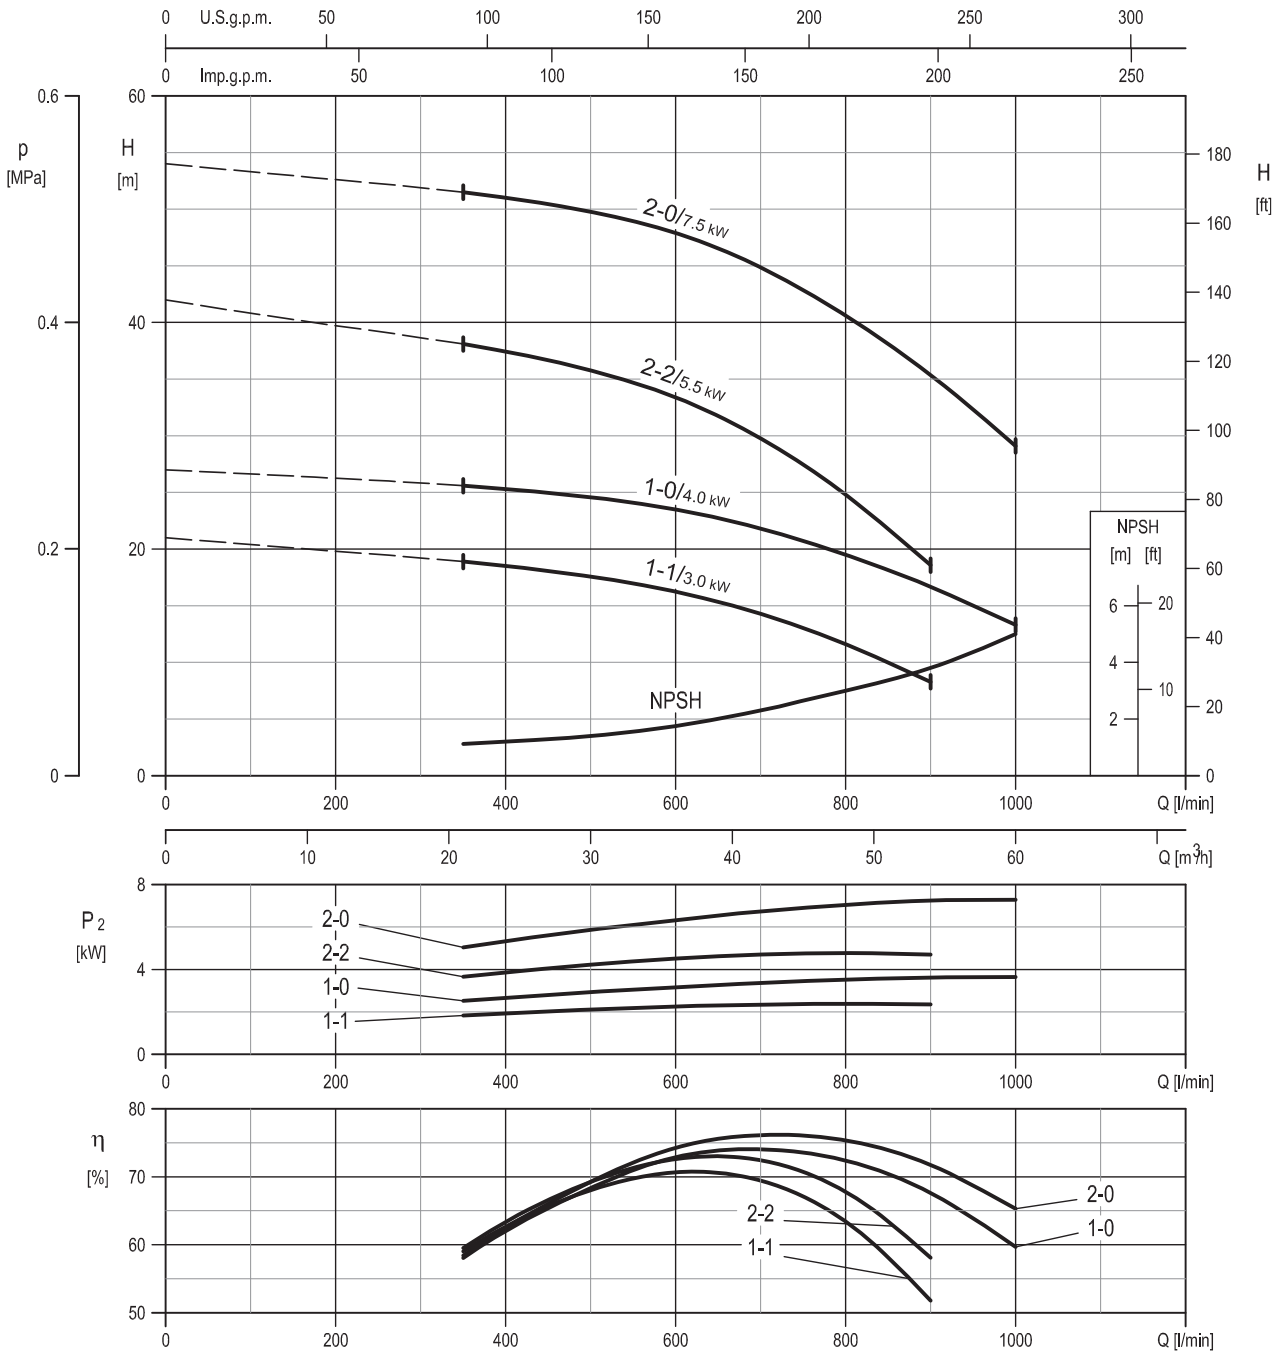 0 U.S.g.p.m. 50 100 150 200 250 300
0 Imp.g.p.m. 50 100 150 200 250
0.6 60
p H
[MPa] [m]
180
H
[ft]
160
2-0/7.5 kW
140
0.4 40
120
2-2/5.5 kW
100
1-0/4.0 kW
80
NPSH
[m] [ft]
0.2 20
60
1-1/3.0 kW
6 20
40
4
10
NPSH
20
2
0 0 0
0 200 400 600 800 1000 Q [l/min]
0 10 20 30 40 50 60 Q [m³/h]
8
P2
[kW]
2-0
2-2
4
1-0
1-1
0
0 200 400 600 800 1000 Q [l/min]
80
η
[%]
70
2-0
2-2
1-0
60
1-1
50
0 200 400 600 800 1000 Q [l/min]